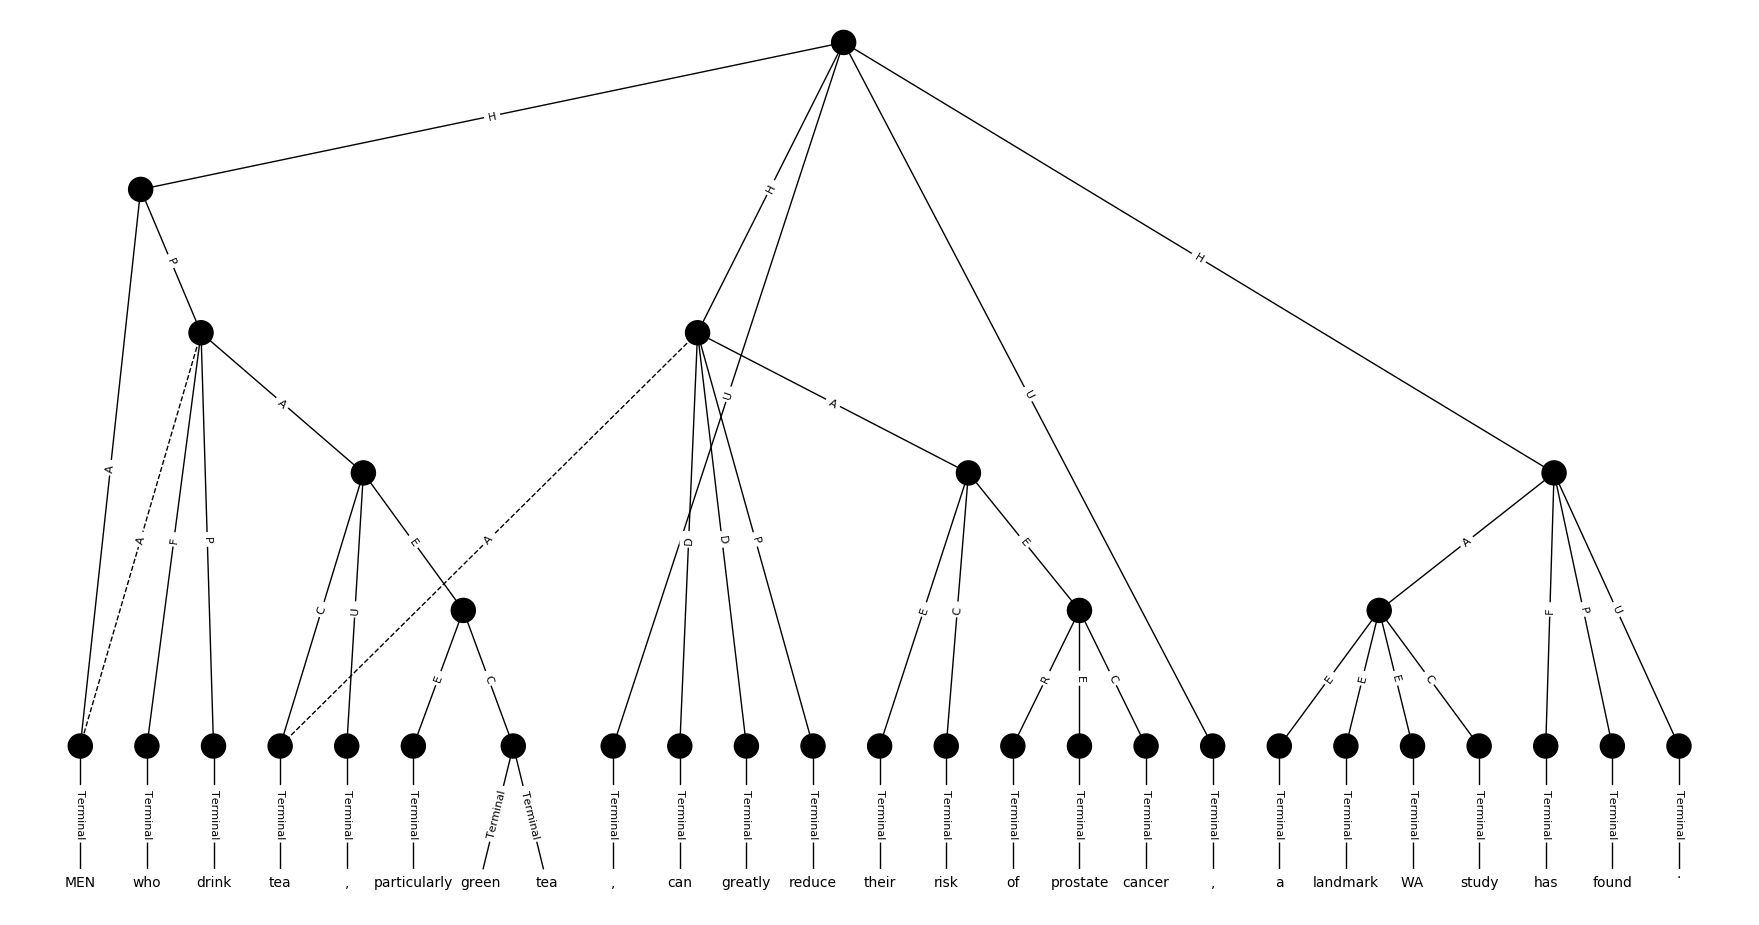 H
H
H
P
A
A
U
U
A
A
F
P
A
D
D
P
A
E
E
C
U
E
C
F
P
U
E
C
R
E
C
E
E
E
C
Terminal Terminal Terminal Terminal Terminal Terminal Terminal Terminal Terminal Terminal Terminal Terminal Terminal Terminal Terminal Terminal Terminal Terminal Terminal Terminal Terminal Terminal Terminal Terminal Terminal
MEN who drink tea , particularly green tea , can greatly reduce their risk of prostate cancer , a landmark WA study has found .